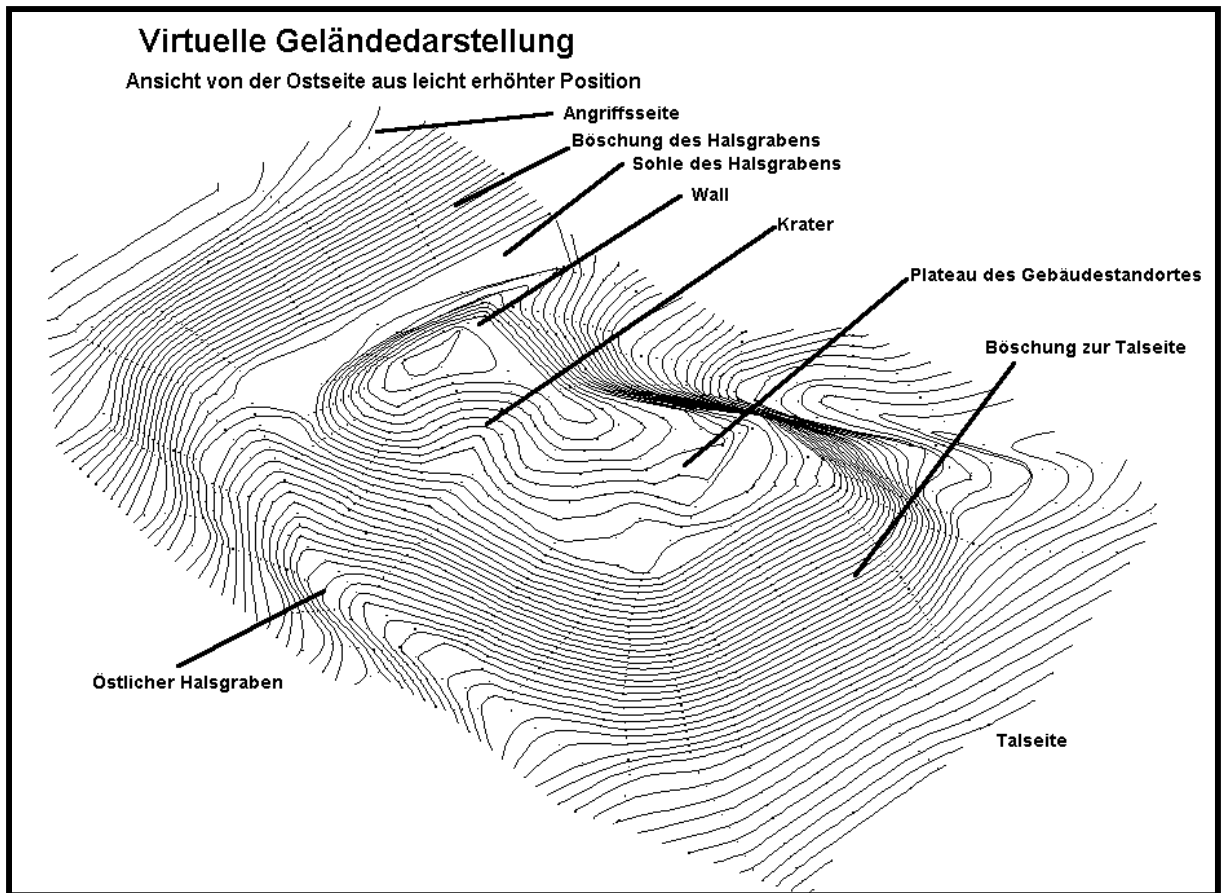 Virtuelle Geländedarstellung
Ansicht von der Ostseite aus leicht erhöhter Position
Angriffsseite
Böschung des Halsgrabens
Sohle des Halsgrabens
Wall
Krater
Plateau des Gebäudestandortes
Böschung zur Talseite
Östlicher Halsgraben
Talseite